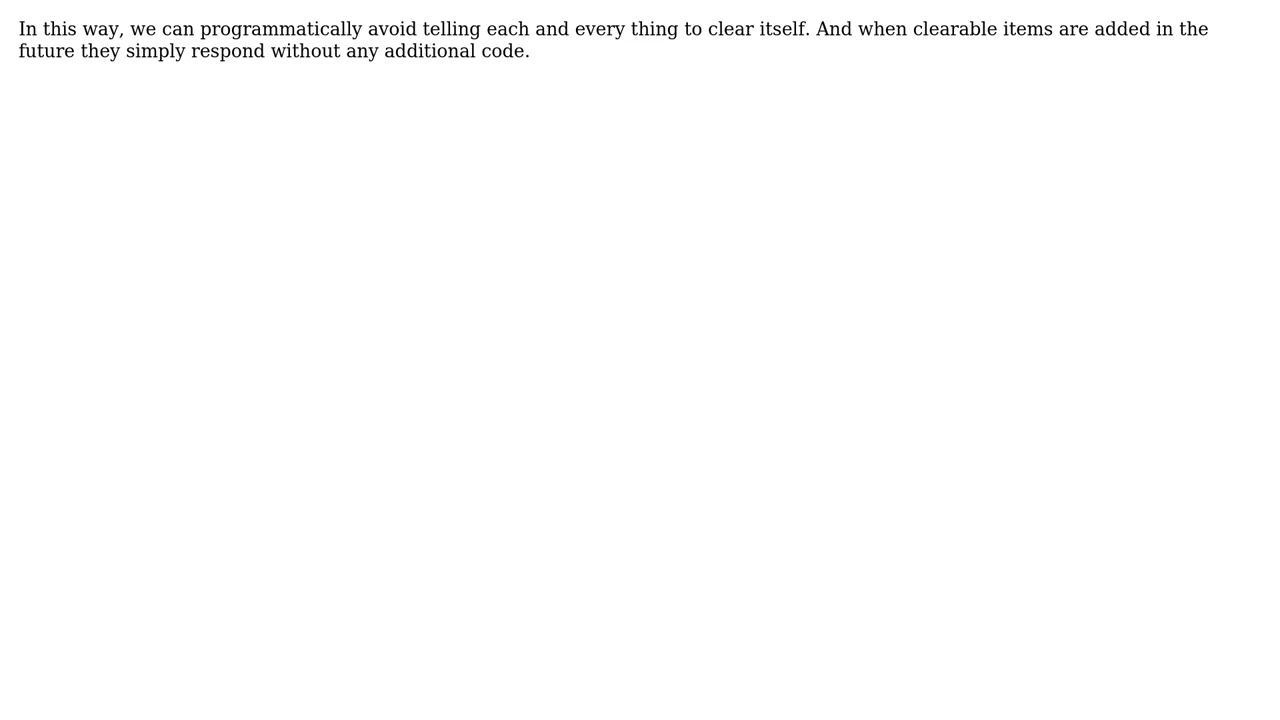 In this way, we can programmatically avoid telling each and every thing to clear itself. And when clearable items are added in the
future they simply respond without any additional code.